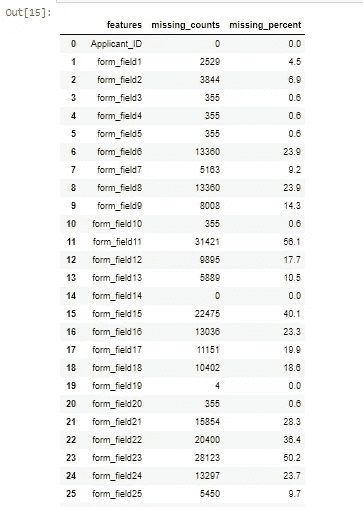 Out[15]:
features missing_counts missing_percent
0 Applicant_ID 0 0.0
1 form_field1 2529 4.5
2 form_field2 3844 6.9
3 form_field3 355 0.6
4 form_field4 355 0.6
5 form_field5 355 0.6
6 form_field6 13360 23.9
7 form_field7 5163 9.2
8 form_field8 13360 23.9
9 form_field9 8008 14.3
10 form_field10 355 0.6
11 form_field11 31421 56.1
12 form_field12 9895 17.7
13 form_field13 5889 10.5
14 form_field14 0 0.0
15 form_field15 22475 40.1
16 form_field16 13036 23.3
17 form_field17 11151 19.9
18 form_field18 10402 18.6
19 form_field19 4 0.0
20 form_field20 355 0.6
21 form_field21 15854 28.3
22 form_field22 20400 36.4
23 form_field23 28123 50.2
24 form_field24 13297 23.7
25 form_field25 5450 9.7